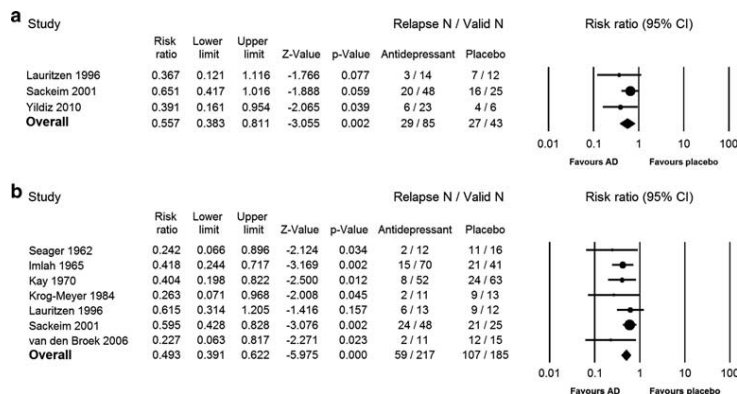 a Study Relapse N / Valid N Risk ratio (95% CI)
Risk ratio Lower limit Upper limit Z-Value p-Value Antidepressant Placebo
Lauritzen 1996 0.367 0.121 1.116 -1.766 0.077 3 / 14 7 / 12
Sackeim 2001 0.651 0.417 1.016 -1.888 0.059 20 / 48 16 / 25
Yildiz 2010 0.391 0.161 0.954 -2.065 0.039 6 / 23 4 / 6
Overall 0.557 0.383 0.811 -3.055 0.002 29 / 85 27 / 43
0.01 0.1 1 10 100
Favours AD Favours placebo
b Study Relapse N / Valid N Risk ratio (95% CI)
Risk ratio Lower limit Upper limit Z-Value p-Value Antidepressant Placebo
Seager 1962 0.242 0.066 0.896 -2.124 0.034 2 / 12 11 / 16
Imlah 1965 0.418 0.244 0.717 -3.169 0.002 15 / 70 21 / 41
Kay 1970 0.404 0.198 0.822 -2.500 0.012 8 / 52 24 / 63
Krog-Meyer 1984 0.263 0.071 0.968 -2.008 0.045 2 / 11 9 / 13
Lauritzen 1996 0.615 0.314 1.205 -1.416 0.157 6 / 13 9 / 12
Sackeim 2001 0.595 0.428 0.828 -3.076 0.002 24 / 48 21 / 25
van den Broek 2006 0.227 0.063 0.817 -2.271 0.023 2 / 11 12 / 15
Overall 0.493 0.391 0.622 -5.975 0.000 59 / 217 107 / 185
0.01 0.1 1 10 100
Favours AD Favours placebo